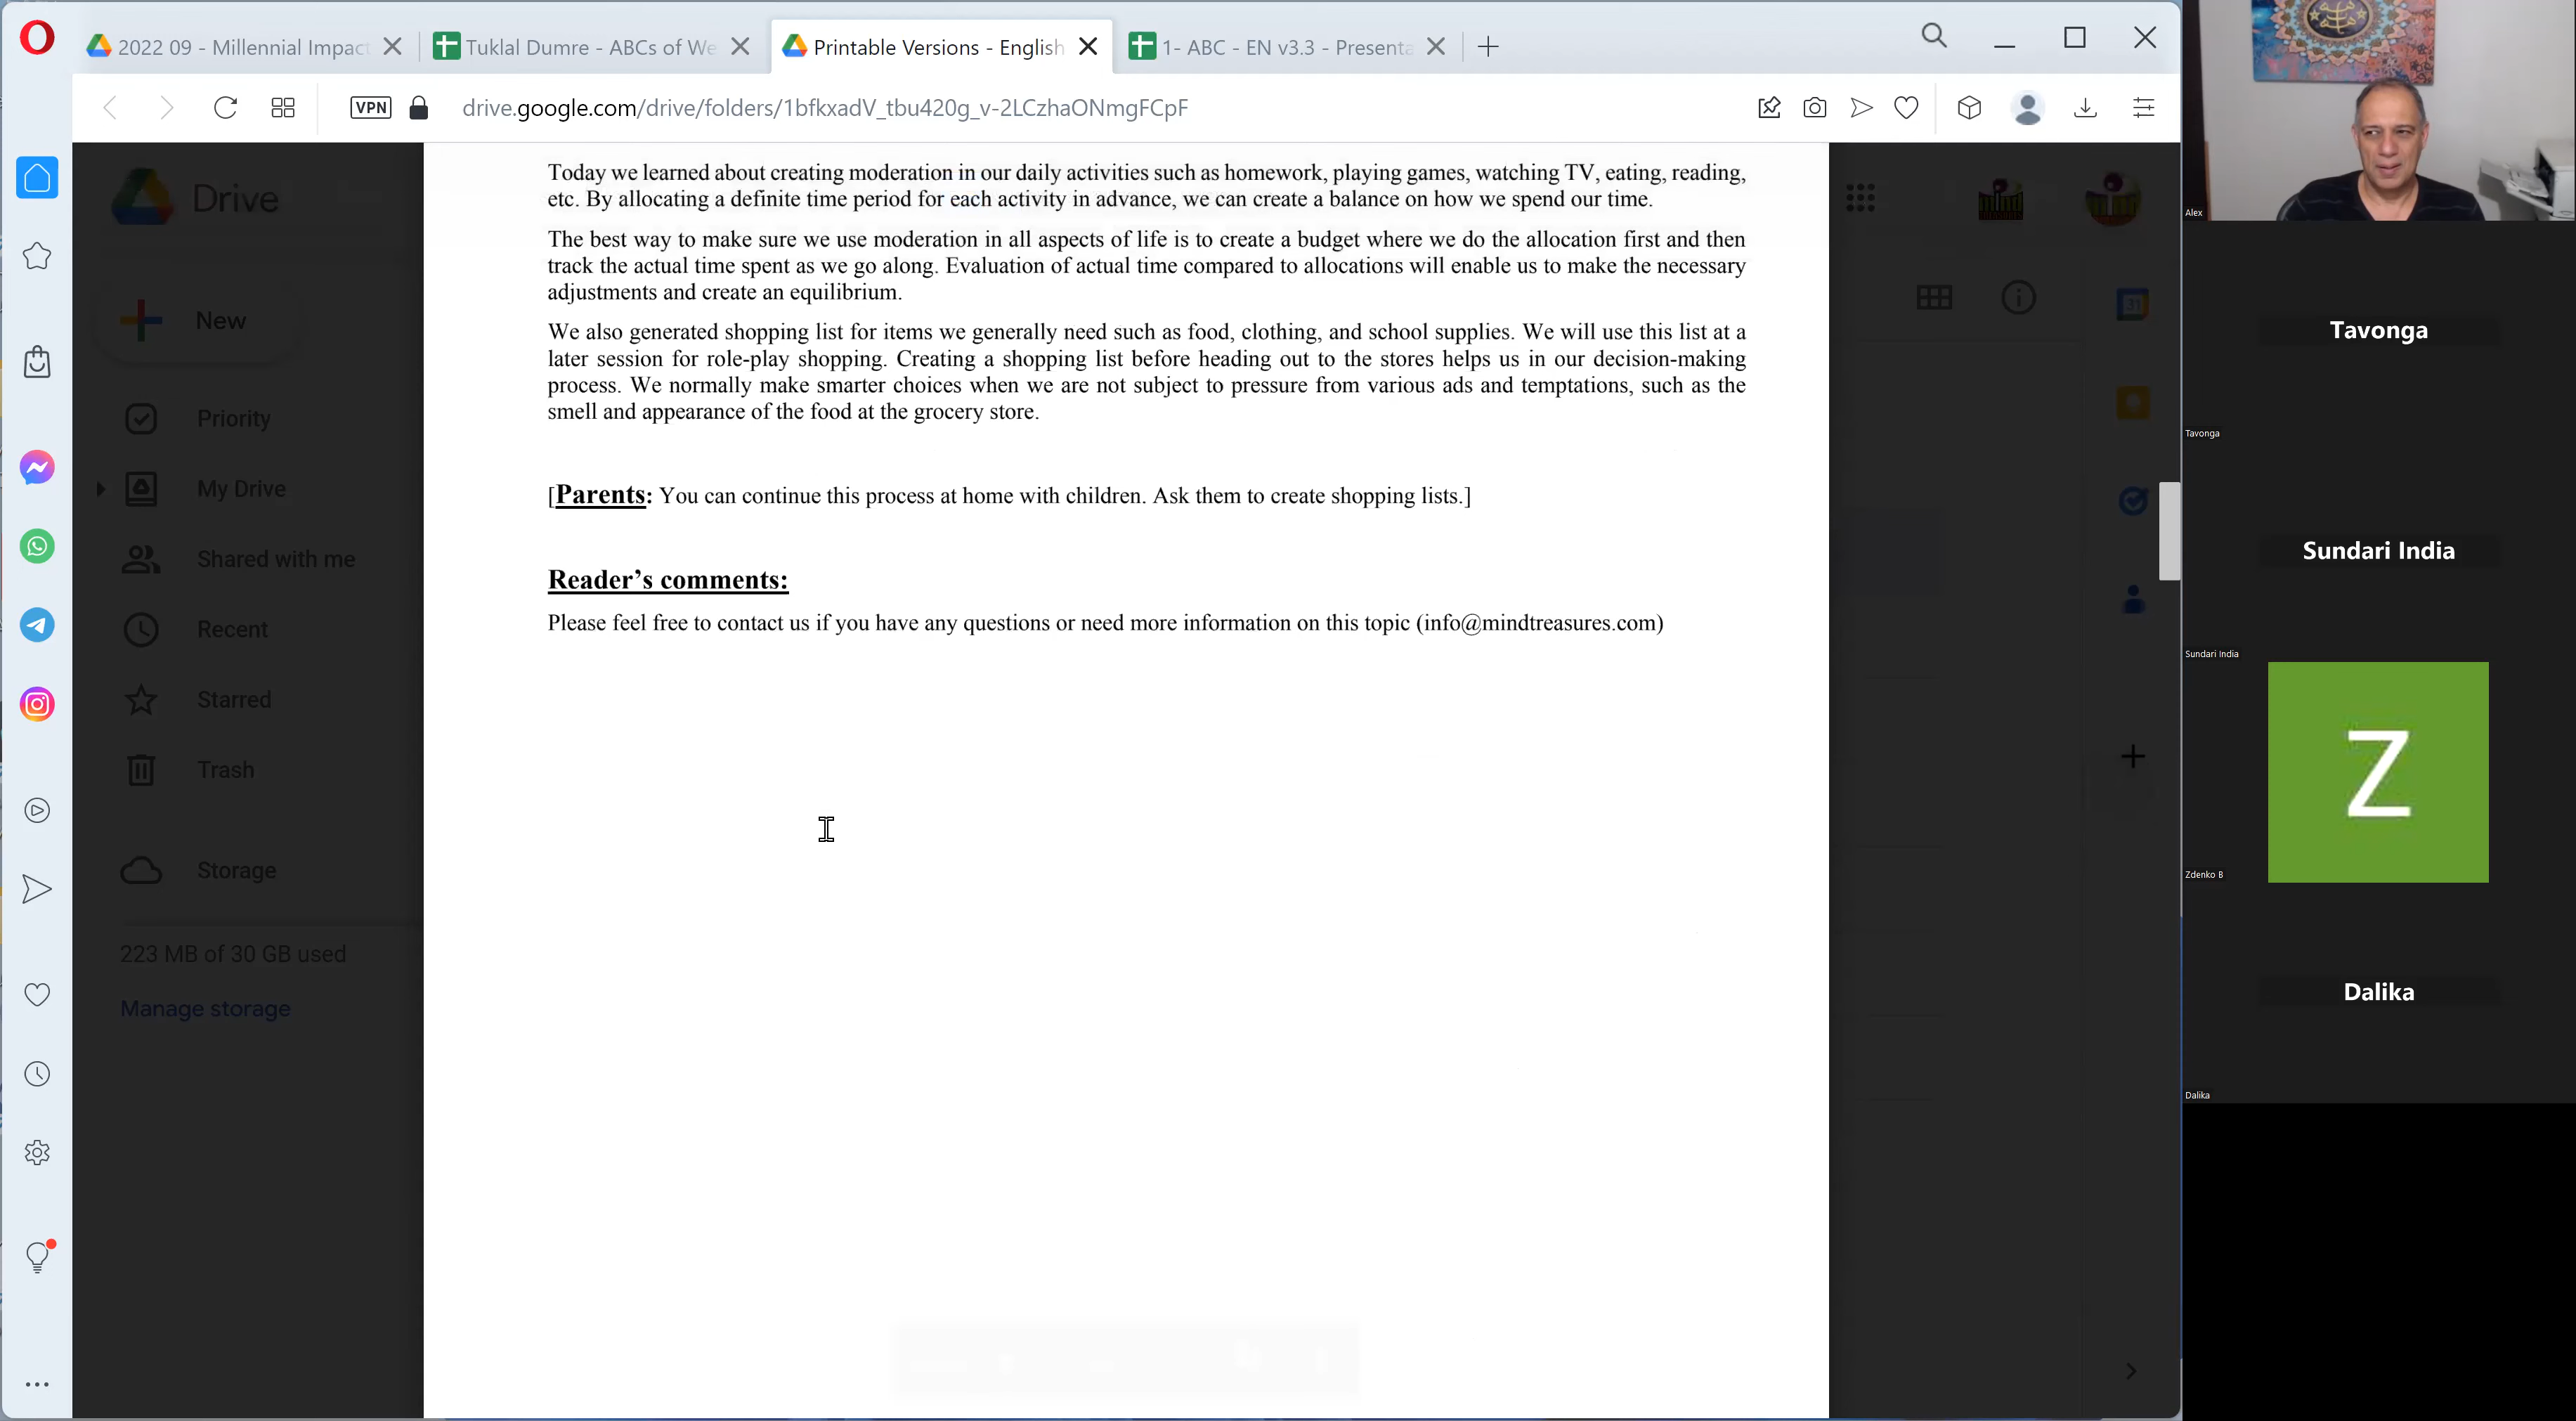 2022 09 - Millennial Impact
Tuklal Dumre - ABCs of We
Printable Versions - English
1- ABC - EN v3.3 - Presenta
VPN
drive.google.com/drive/folders/1bfkxadV_tbu420g_v-2LCzhaONmgFCpF
Drive
New
Priority
My Drive
Shared with me
Recent
Starred
Trash
Storage
223 MB of 30 GB used
Manage storage
Today we learned about creating moderation in our daily activities such as homework, playing games, watching TV, eating, reading,
etc. By allocating a definite time period for each activity in advance, we can create a balance on how we spend our time.
The best way to make sure we use moderation in all aspects of life is to create a budget where we do the allocation first and then
track the actual time spent as we go along. Evaluation of actual time compared to allocations will enable us to make the necessary
adjustments and create an equilibrium.
We also generated shopping list for items we generally need such as food, clothing, and school supplies. We will use this list at a
later session for role-play shopping. Creating a shopping list before heading out to the stores helps us in our decision-making
process. We normally make smarter choices when we are not subject to pressure from various ads and temptations, such as the
smell and appearance of the food at the grocery store.
[Parents: You can continue this process at home with children. Ask them to create shopping lists.]
Reader's comments:
Please feel free to contact us if you have any questions or need more information on this topic (info@mindtreasures.com)
31
Alex
Tavonga
Tavonga
Sundari India
Sundari India
Z
Zdenko B
Dalika
Dalika